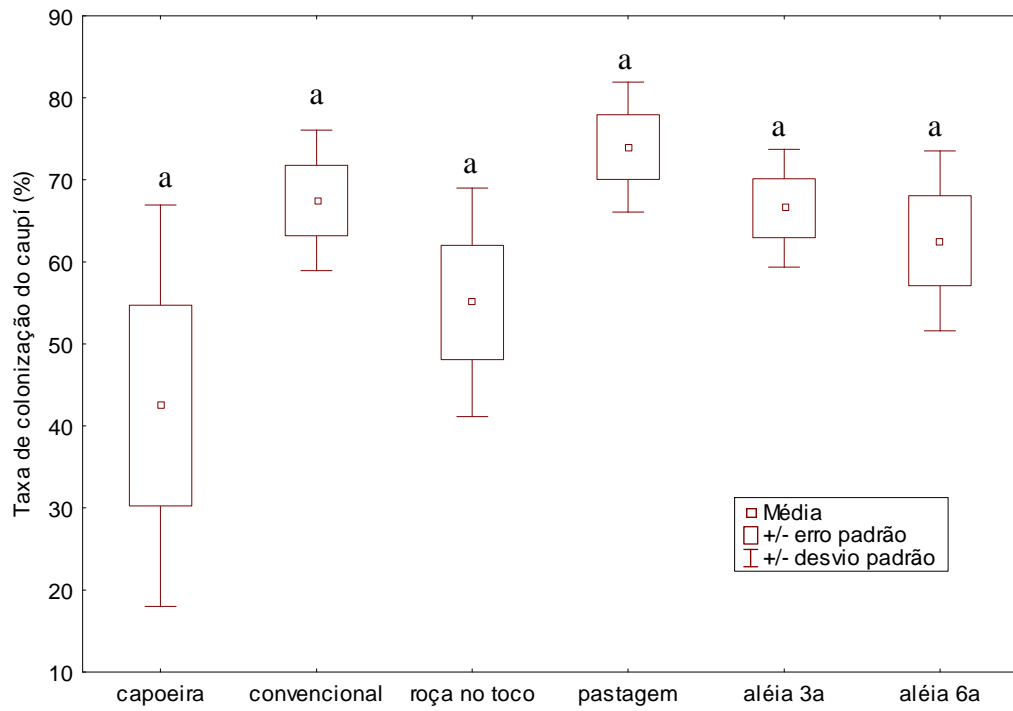 Taxa de colonização do caupí (%)
90
80
70
60
50
40
30
20
10
a
a
a
a
a
a
Média
+/- erro padrão
+/- desvio padrão
capoeira
convencional
roça no toco
pastagem
aléia 3a
aléia 6a